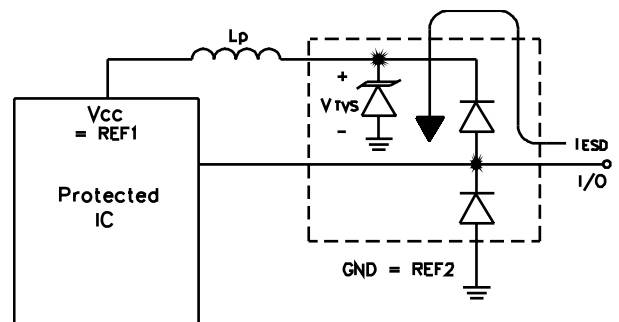 Lp
+
VTVS
-
Vcc
= REF1
Protected
IC
IESD
I/O
GND = REF2